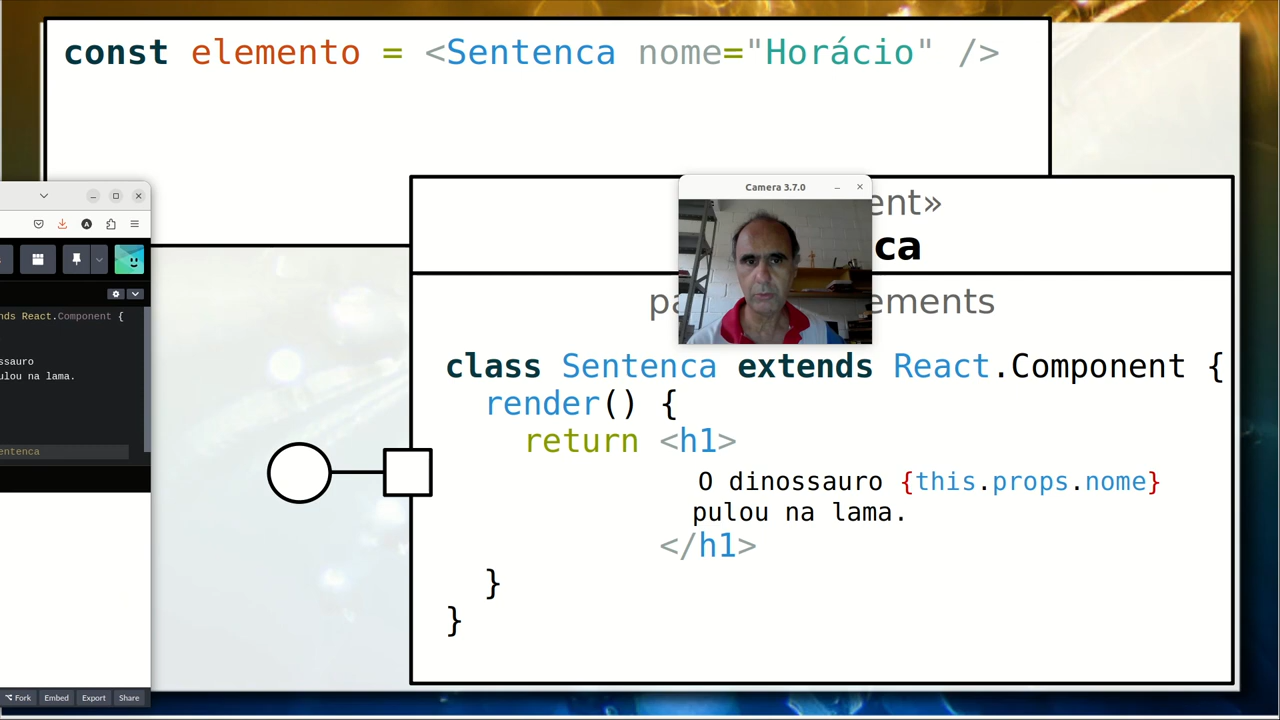 const elemento = <Sentenca nome="Horácio" />
Camera 3.7.0
ent»
ca
pa
ements
class Sentenca extends React.Component {
render() {
return <h1>
O dinossauro {this.props.nome}
pulou na lama.
</h1>
}
}
nds React.Component {
ssauro
pulou na lama.
entenca
Fork Embed Export Share